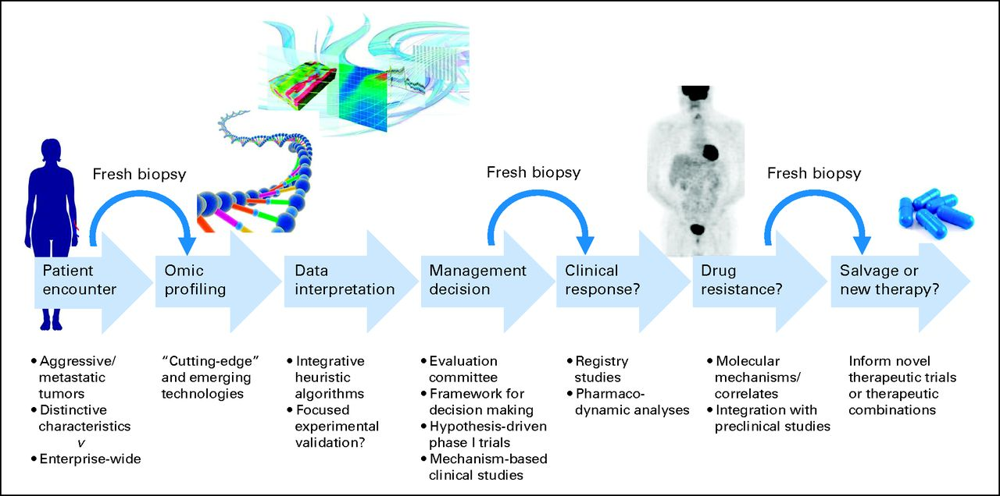 Fresh biopsy
Fresh biopsy
Fresh biopsy
Patient
encounter
Omic
profiling
Data
interpretation
Management
decision
Clinical
response?
Drug
resistance?
Salvage or
new therapy?
• Aggressive/
metastatic
tumors
• Distinctive
characteristics
v
• Enterprise-wide
“Cutting-edge”
and emerging
technologies
• Integrative
heuristic
algorithms
• Focused
experimental
validation?
• Evaluation
committee
• Framework for
decision making
• Hypothesis-driven
phase I trials
• Mechanism-based
clinical studies
• Registry
studies
• Pharmaco-
dynamic analyses
• Molecular
mechanisms/
correlates
• Integration with
preclinical studies
Inform novel
therapeutic trials
or therapeutic
combinations